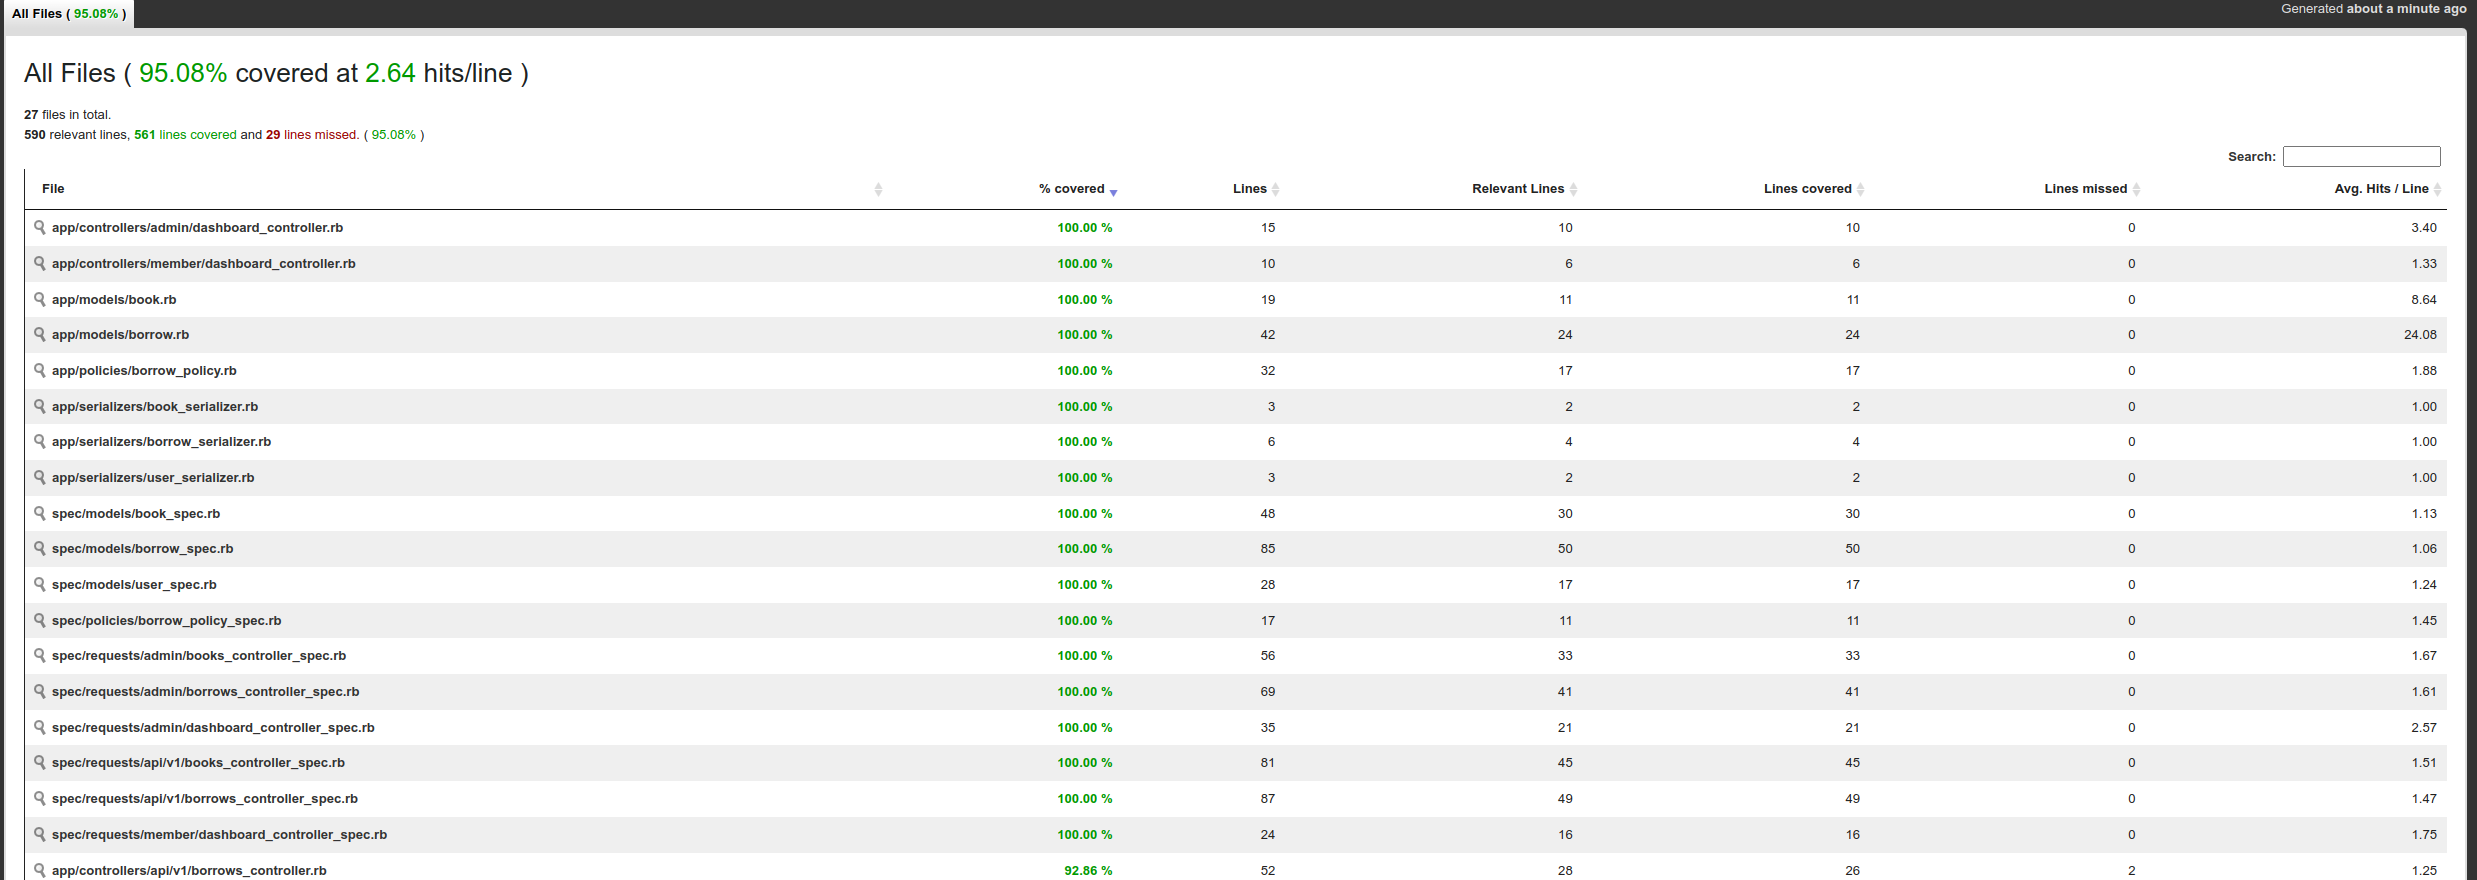 All Files ( 95.08% )
Generated about a minute ago
All Files ( 95.08% covered at 2.64 hits/line )
27 files in total.
590 relevant lines, 561 lines covered and 29 lines missed. ( 95.08% )
Search:
File % covered Lines Relevant Lines Lines covered Lines missed Avg. Hits / Line
app/controllers/admin/dashboard_controller.rb 100.00 % 15 10 10 0 3.40
app/controllers/member/dashboard_controller.rb 100.00 % 10 6 6 0 1.33
app/models/book.rb 100.00 % 19 11 11 0 8.64
app/models/borrow.rb 100.00 % 42 24 24 0 24.08
app/policies/borrow_policy.rb 100.00 % 32 17 17 0 1.88
app/serializers/book_serializer.rb 100.00 % 3 2 2 0 1.00
app/serializers/borrow_serializer.rb 100.00 % 6 4 4 0 1.00
app/serializers/user_serializer.rb 100.00 % 3 2 2 0 1.00
spec/models/book_spec.rb 100.00 % 48 30 30 0 1.13
spec/models/borrow_spec.rb 100.00 % 85 50 50 0 1.06
spec/models/user_spec.rb 100.00 % 28 17 17 0 1.24
spec/policies/borrow_policy_spec.rb 100.00 % 17 11 11 0 1.45
spec/requests/admin/books_controller_spec.rb 100.00 % 56 33 33 0 1.67
spec/requests/admin/borrows_controller_spec.rb 100.00 % 69 41 41 0 1.61
spec/requests/admin/dashboard_controller_spec.rb 100.00 % 35 21 21 0 2.57
spec/requests/api/v1/books_controller_spec.rb 100.00 % 81 45 45 0 1.51
spec/requests/api/v1/borrows_controller_spec.rb 100.00 % 87 49 49 0 1.47
spec/requests/member/dashboard_controller_spec.rb 100.00 % 24 16 16 0 1.75
app/controllers/api/v1/borrows_controller.rb 92.86 % 52 28 26 2 1.25